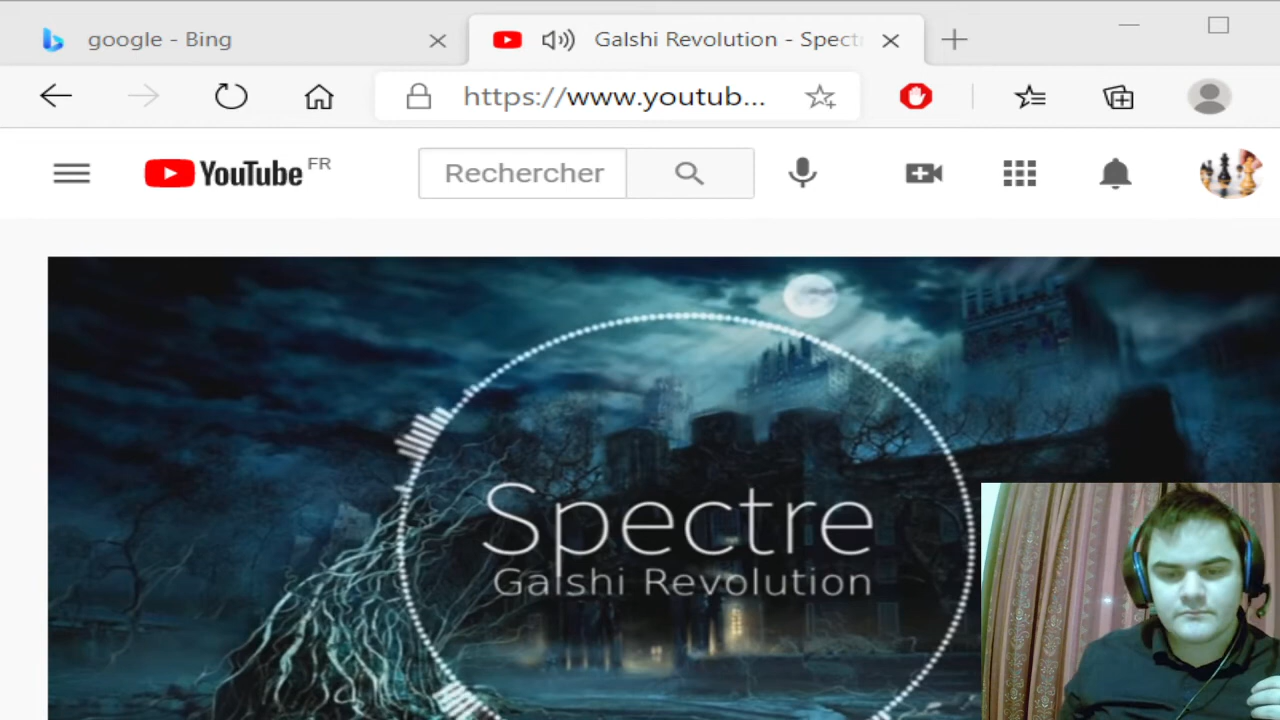 google - Bing
Galshi Revolution - Spect
https://www.youtub...
YouTube FR
Rechercher
Spectre
Galshi Revolution